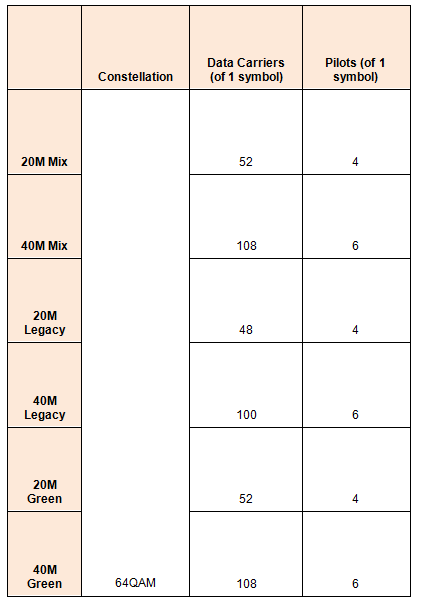 Constellation
Data Carriers
(of 1 symbol)
Pilots (of 1
symbol)
20M Mix
52
4
40M Mix
108
6
20M
Legacy
48
4
40M
Legacy
100
6
20M
Green
52
4
40M
Green
64QAM
108
6